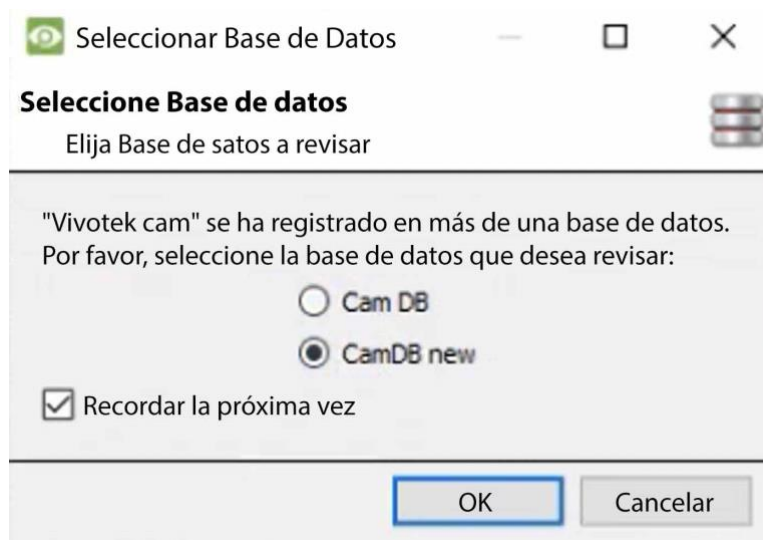 Seleccionar Base de Datos
Seleccione Base de datos
Elija Base de satos a revisar
"Vivotek cam" se ha registrado en más de una base de datos.
Por favor, seleccione la base de datos que desea revisar:
Cam DB
CamDB new
Recordar la próxima vez
OK Cancelar